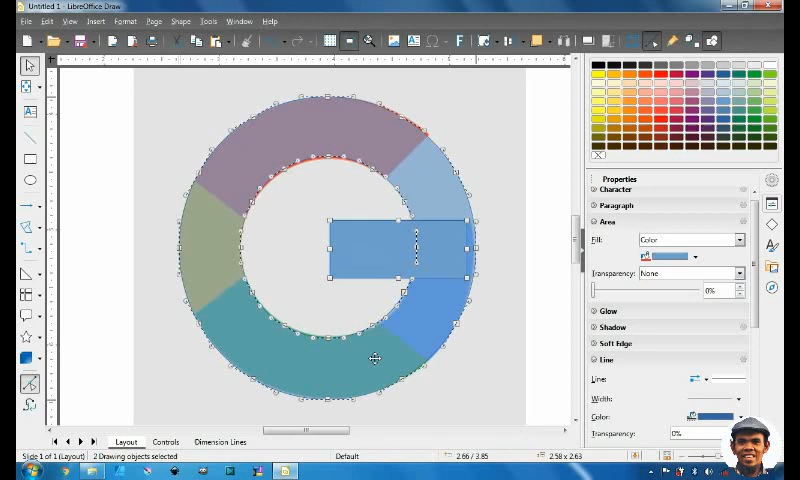 Untitled 1 - LibreOffice Draw
File Edit View Insert Format Page Shape Tools Window Help
Properties
Character
Paragraph
Area
Fill: Color
Transparency: None
0%
Glow
Shadow
Soft Edge
Line
Line:
Width:
Color:
Transparency: 0%
Layout Controls Dimension Lines
Slide 1 of 1 (Layout) 2 Drawing objects selected Default 2.66 / 3.85 2.58 x 2.63